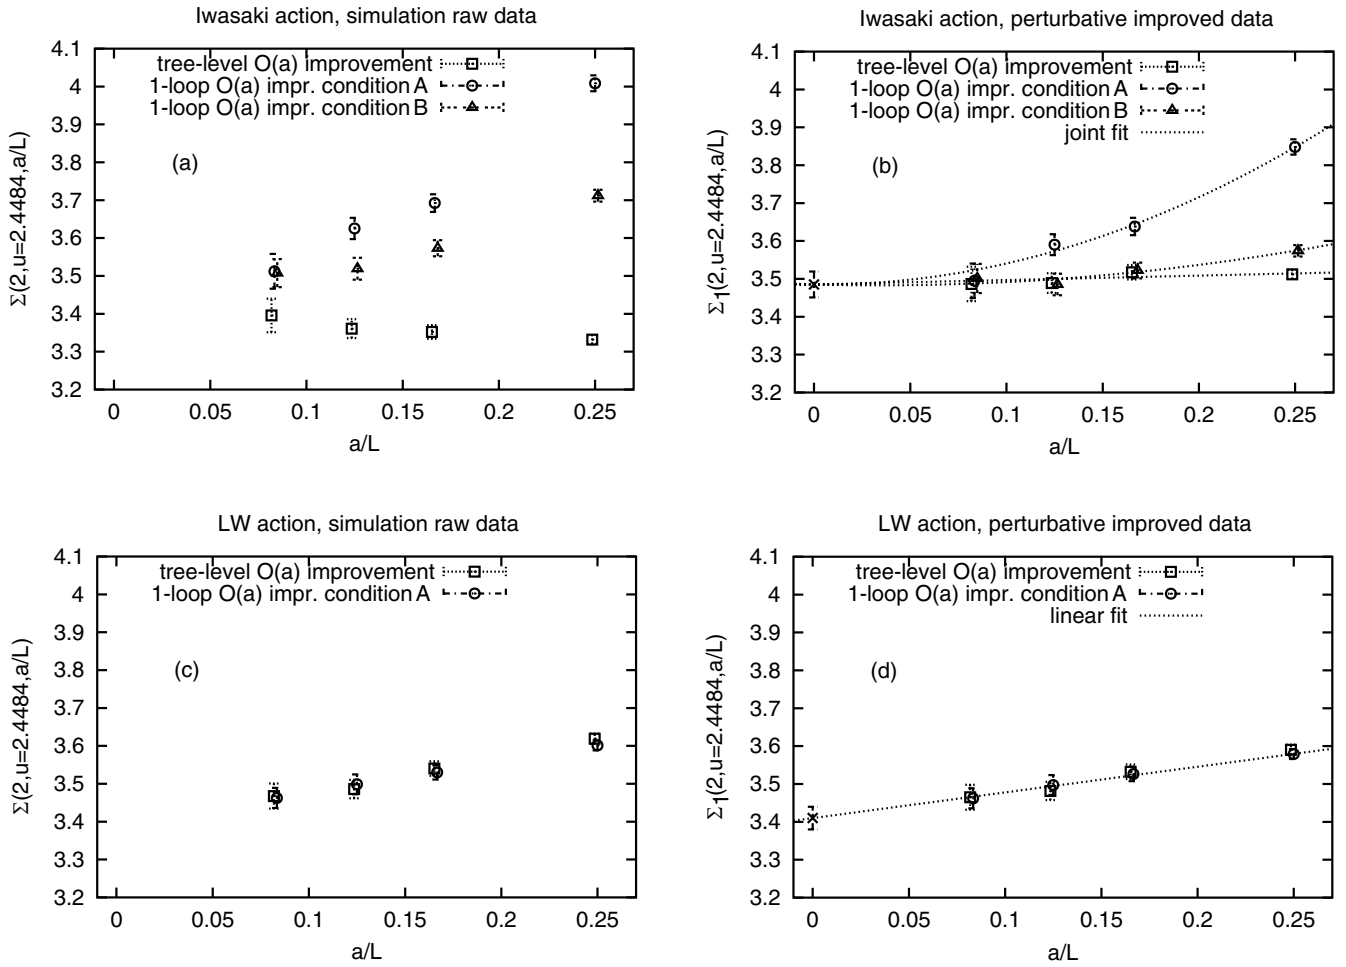 Iwasaki action, simulation raw data
4.1
4
3.9
3.8
3.7
3.6
3.5
3.4
3.3
3.2
Σ(2,u=2.4484,a/L)
tree-level O(a) improvement
1-loop O(a) impr. condition A
1-loop O(a) impr. condition B
(a)
0 0.05 0.1 0.15 0.2 0.25
a/L
Iwasaki action, perturbative improved data
4.1
4
3.9
3.8
3.7
3.6
3.5
3.4
3.3
3.2
Σ1(2,u=2.4484,a/L)
tree-level O(a) improvement
1-loop O(a) impr. condition A
1-loop O(a) impr. condition B
joint fit
(b)
0 0.05 0.1 0.15 0.2 0.25
a/L
LW action, simulation raw data
4.1
4
3.9
3.8
3.7
3.6
3.5
3.4
3.3
3.2
Σ(2,u=2.4484,a/L)
tree-level O(a) improvement
1-loop O(a) impr. condition A
(c)
0 0.05 0.1 0.15 0.2 0.25
a/L
LW action, perturbative improved data
4.1
4
3.9
3.8
3.7
3.6
3.5
3.4
3.3
3.2
Σ1(2,u=2.4484,a/L)
tree-level O(a) improvement
1-loop O(a) impr. condition A
linear fit
(d)
0 0.05 0.1 0.15 0.2 0.25
a/L